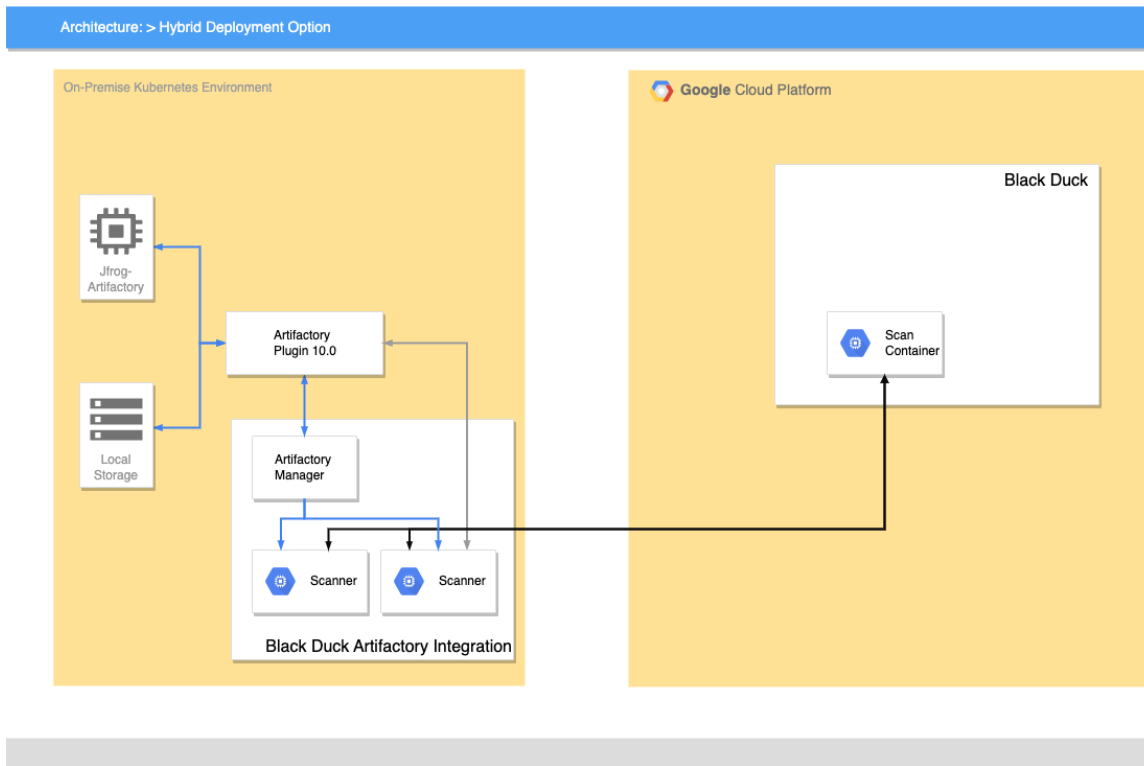 Architecture: > Hybrid Deployment Option
On-Premise Kubernetes Environment
Google Cloud Platform
Black Duck
Jfrog-
Artifactory
Artifactory
Plugin 10.0
Scan
Container
Local
Storage
Artifactory
Manager
Scanner
Scanner
Black Duck Artifactory Integration